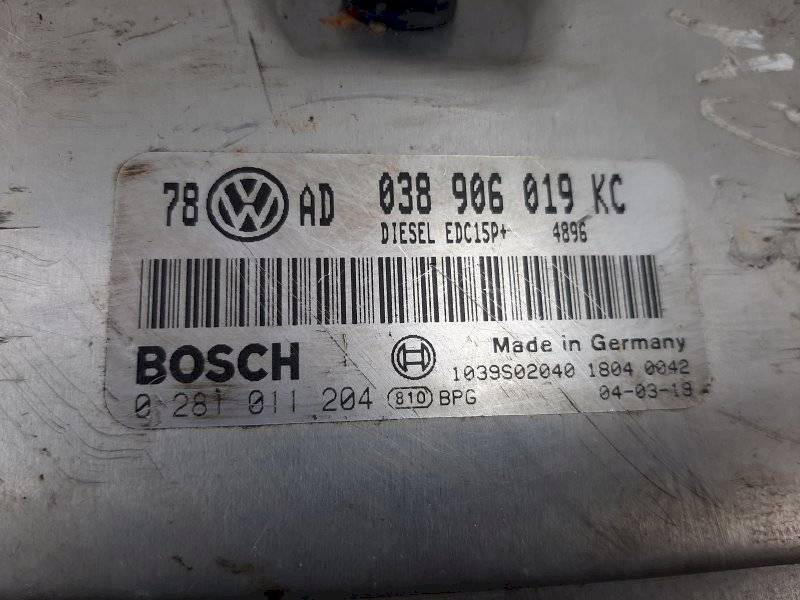 78 VW AD 038 906 019 KC
DIESEL EDC15P+ 4896
BOSCH Made in Germany
1039S02040 1804 0042
0 281 011 204 810 BPG 04-03-19